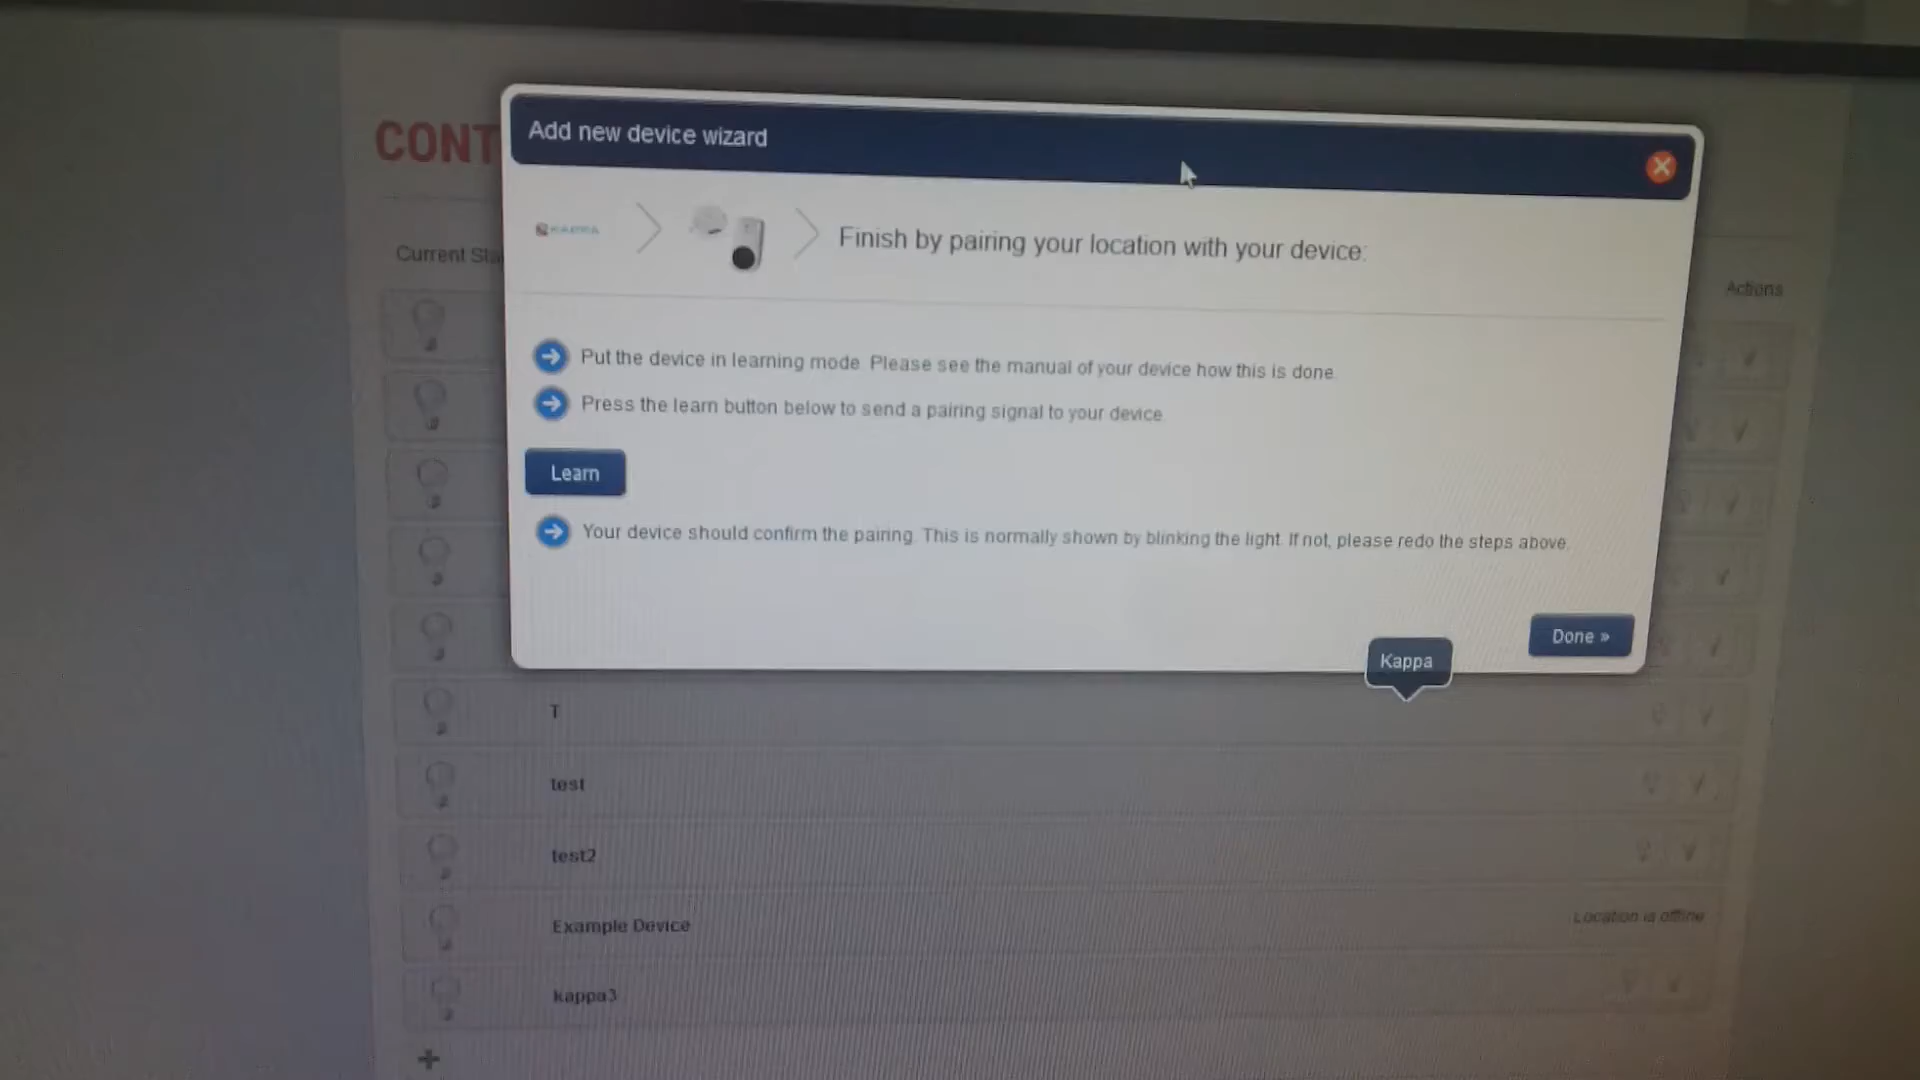 CONT
Add new device wizard
KAPPA
Finish by pairing your location with your device:
Current Sta
Actions
Put the device in learning mode. Please see the manual of your device how this is done.
Press the learn button below to send a pairing signal to your device.
Learn
Your device should confirm the pairing. This is normally shown by blinking the light. If not, please redo the steps above.
Done »
Kappa
T
test
test2
Example Device
Location is offline
kappa3